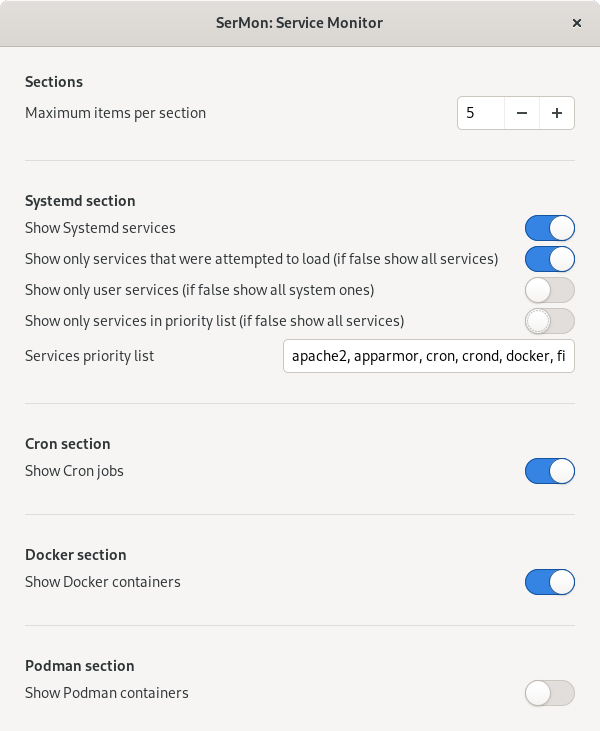 SerMon: Service Monitor
Sections
Maximum items per section
5
Systemd section
Show Systemd services
Show only services that were attempted to load (if false show all services)
Show only user services (if false show all system ones)
Show only services in priority list (if false show all services)
Services priority list
apache2, apparmor, cron, crond, docker, fi
Cron section
Show Cron jobs
Docker section
Show Docker containers
Podman section
Show Podman containers